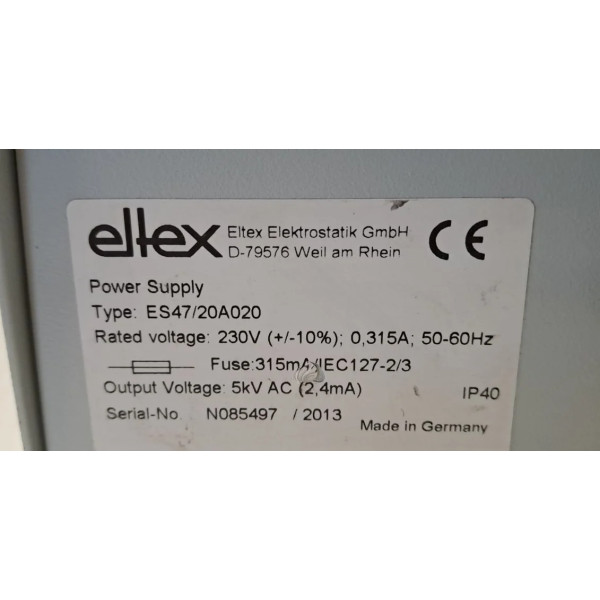 eltex
Eltex Elektrostatik GmbH
D-79576 Weil am Rhein
CE
Power Supply
Type: ES47/20A020
Rated voltage: 230V (+/-10%); 0,315A; 50-60Hz
Fuse:315mA/IEC127-2/3
Output Voltage: 5kV AC (2,4mA)
IP40
Serial-No N085497 / 2013
Made in Germany